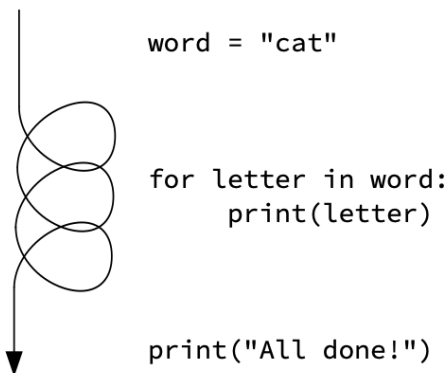 word = "cat"
for letter in word:
    print(letter)
print("All done!")